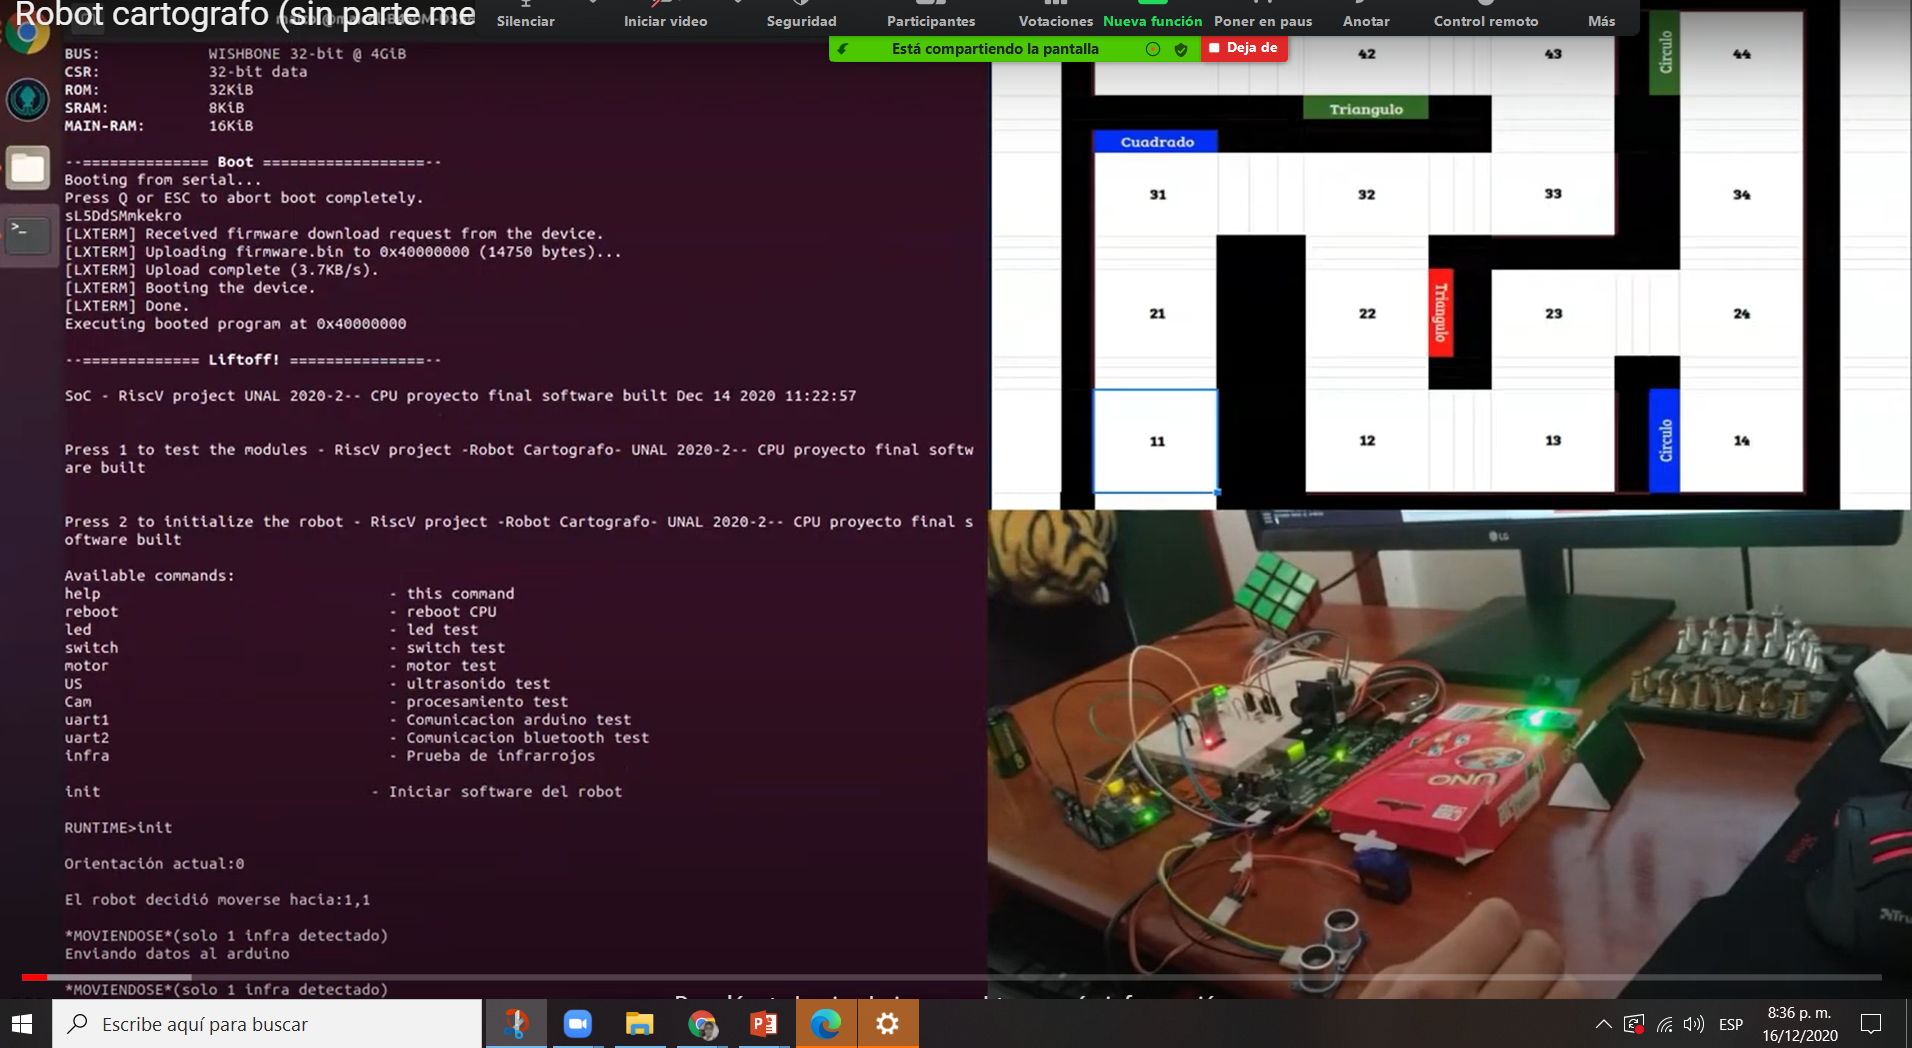 Robot cartografo (sin parte me
Silenciar
Iniciar video
Seguridad
Participantes
Votaciones
Nueva función
Poner en paus
Anotar
Control remoto
Más
Está compartiendo la pantalla
Deja de
BUS: WISHBONE 32-bit @ 4GiB
CSR: 32-bit data
ROM: 32KiB
SRAM: 8KiB
MAIN-RAM: 16KiB
--============== Boot ==================--
Booting from serial...
Press Q or ESC to abort boot completely.
sL5DdSMmkekro
[LXTERM] Received firmware download request from the device.
[LXTERM] Uploading firmware.bin to 0x40000000 (14750 bytes)...
[LXTERM] Upload complete (3.7KB/s).
[LXTERM] Booting the device.
[LXTERM] Done.
Executing booted program at 0x40000000
--============= Liftoff! ===============--
SoC - RiscV project UNAL 2020-2-- CPU proyecto final software built Dec 14 2020 11:22:57
Press 1 to test the modules - RiscV project -Robot Cartografo- UNAL 2020-2-- CPU proyecto final softw
are built
Press 2 to initialize the robot - RiscV project -Robot Cartografo- UNAL 2020-2-- CPU proyecto final s
oftware built
Available commands:
help - this command
reboot - reboot CPU
led - led test
switch - switch test
motor - motor test
US - ultrasonido test
Cam - procesamiento test
uart1 - Comunicacion arduino test
uart2 - Comunicacion bluetooth test
infra - Prueba de infrarrojos
init - Iniciar software del robot
RUNTIME>init
Orientación actual:0
El robot decidió moverse hacia:1,1
*MOVIENDOSE*(solo 1 infra detectado)
Enviando datos al arduino
*MOVIENDOSE*(solo 1 infra detectado)
42 43 Circulo 44
Triangulo
Cuadrado
31 32 33 34
21 22 Triangulo 23 24
11 12 13 Circulo 14
LG
UNO
Escribe aquí para buscar
ESP
8:36 p. m.
16/12/2020